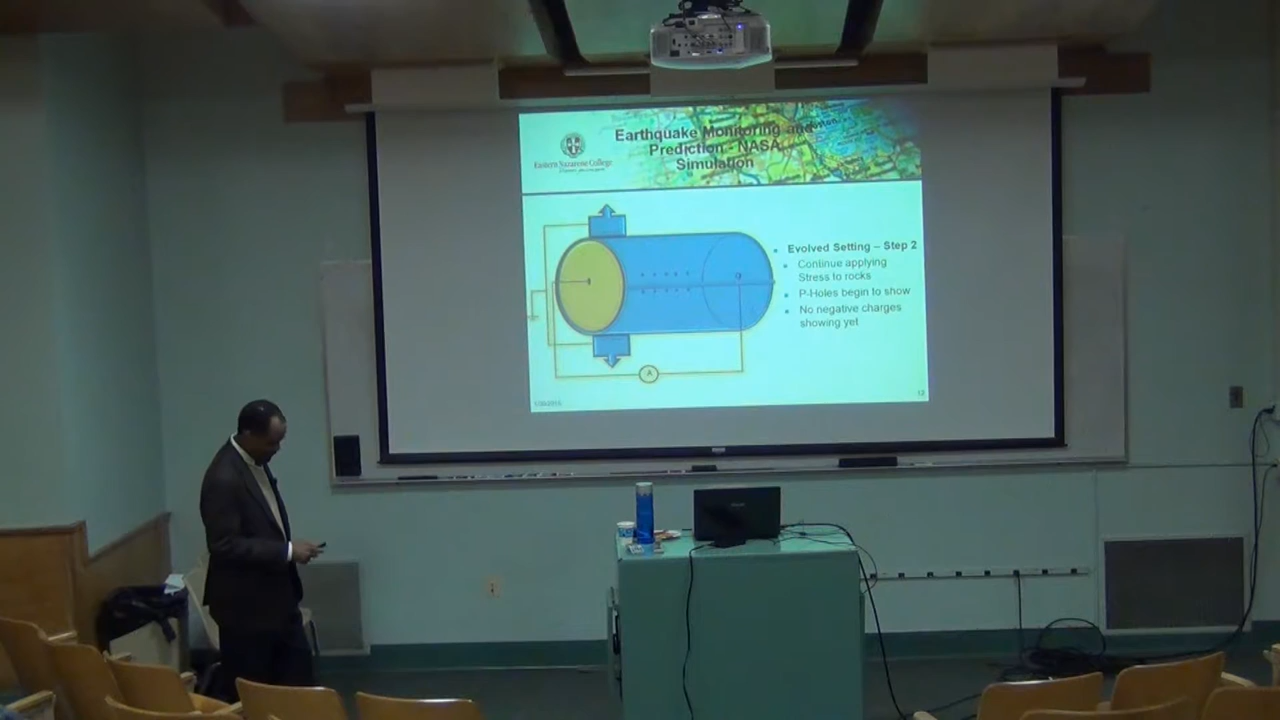 Earthquake Monitoring and
Prediction - NASA
Simulation
Eastern Nazarene College
Evolved Setting – Step 2
Continue applying
Stress to rocks
P-Holes begin to show
No negative charges
showing yet
A
12